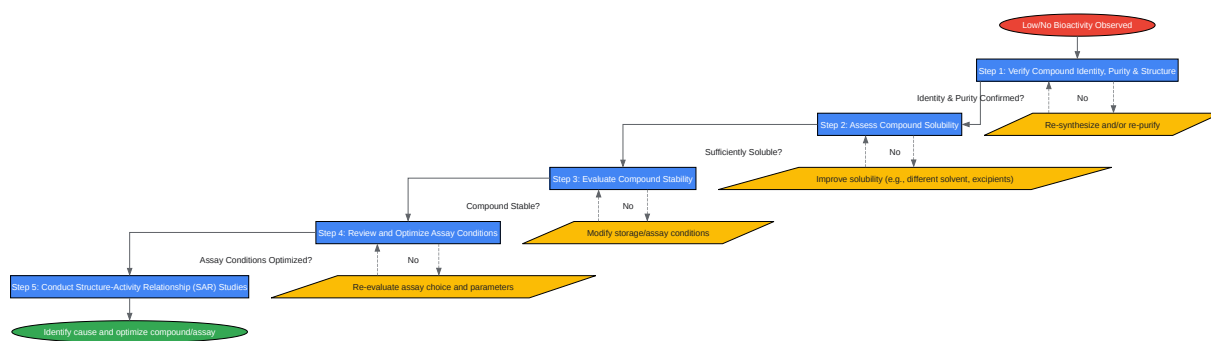 Low/No Bioactivity Observed
Step 1: Verify Compound Identity, Purity & Structure
Identity & Purity Confirmed?
No
Step 2: Assess Compound Solubility
Re-synthesize and/or re-purify
Sufficiently Soluble?
No
Step 3: Evaluate Compound Stability
Improve solubility (e.g., different solvent, excipients)
Compound Stable?
No
Step 4: Review and Optimize Assay Conditions
Modify storage/assay conditions
Assay Conditions Optimized?
No
Step 5: Conduct Structure-Activity Relationship (SAR) Studies
Re-evaluate assay choice and parameters
Identify cause and optimize compound/assay